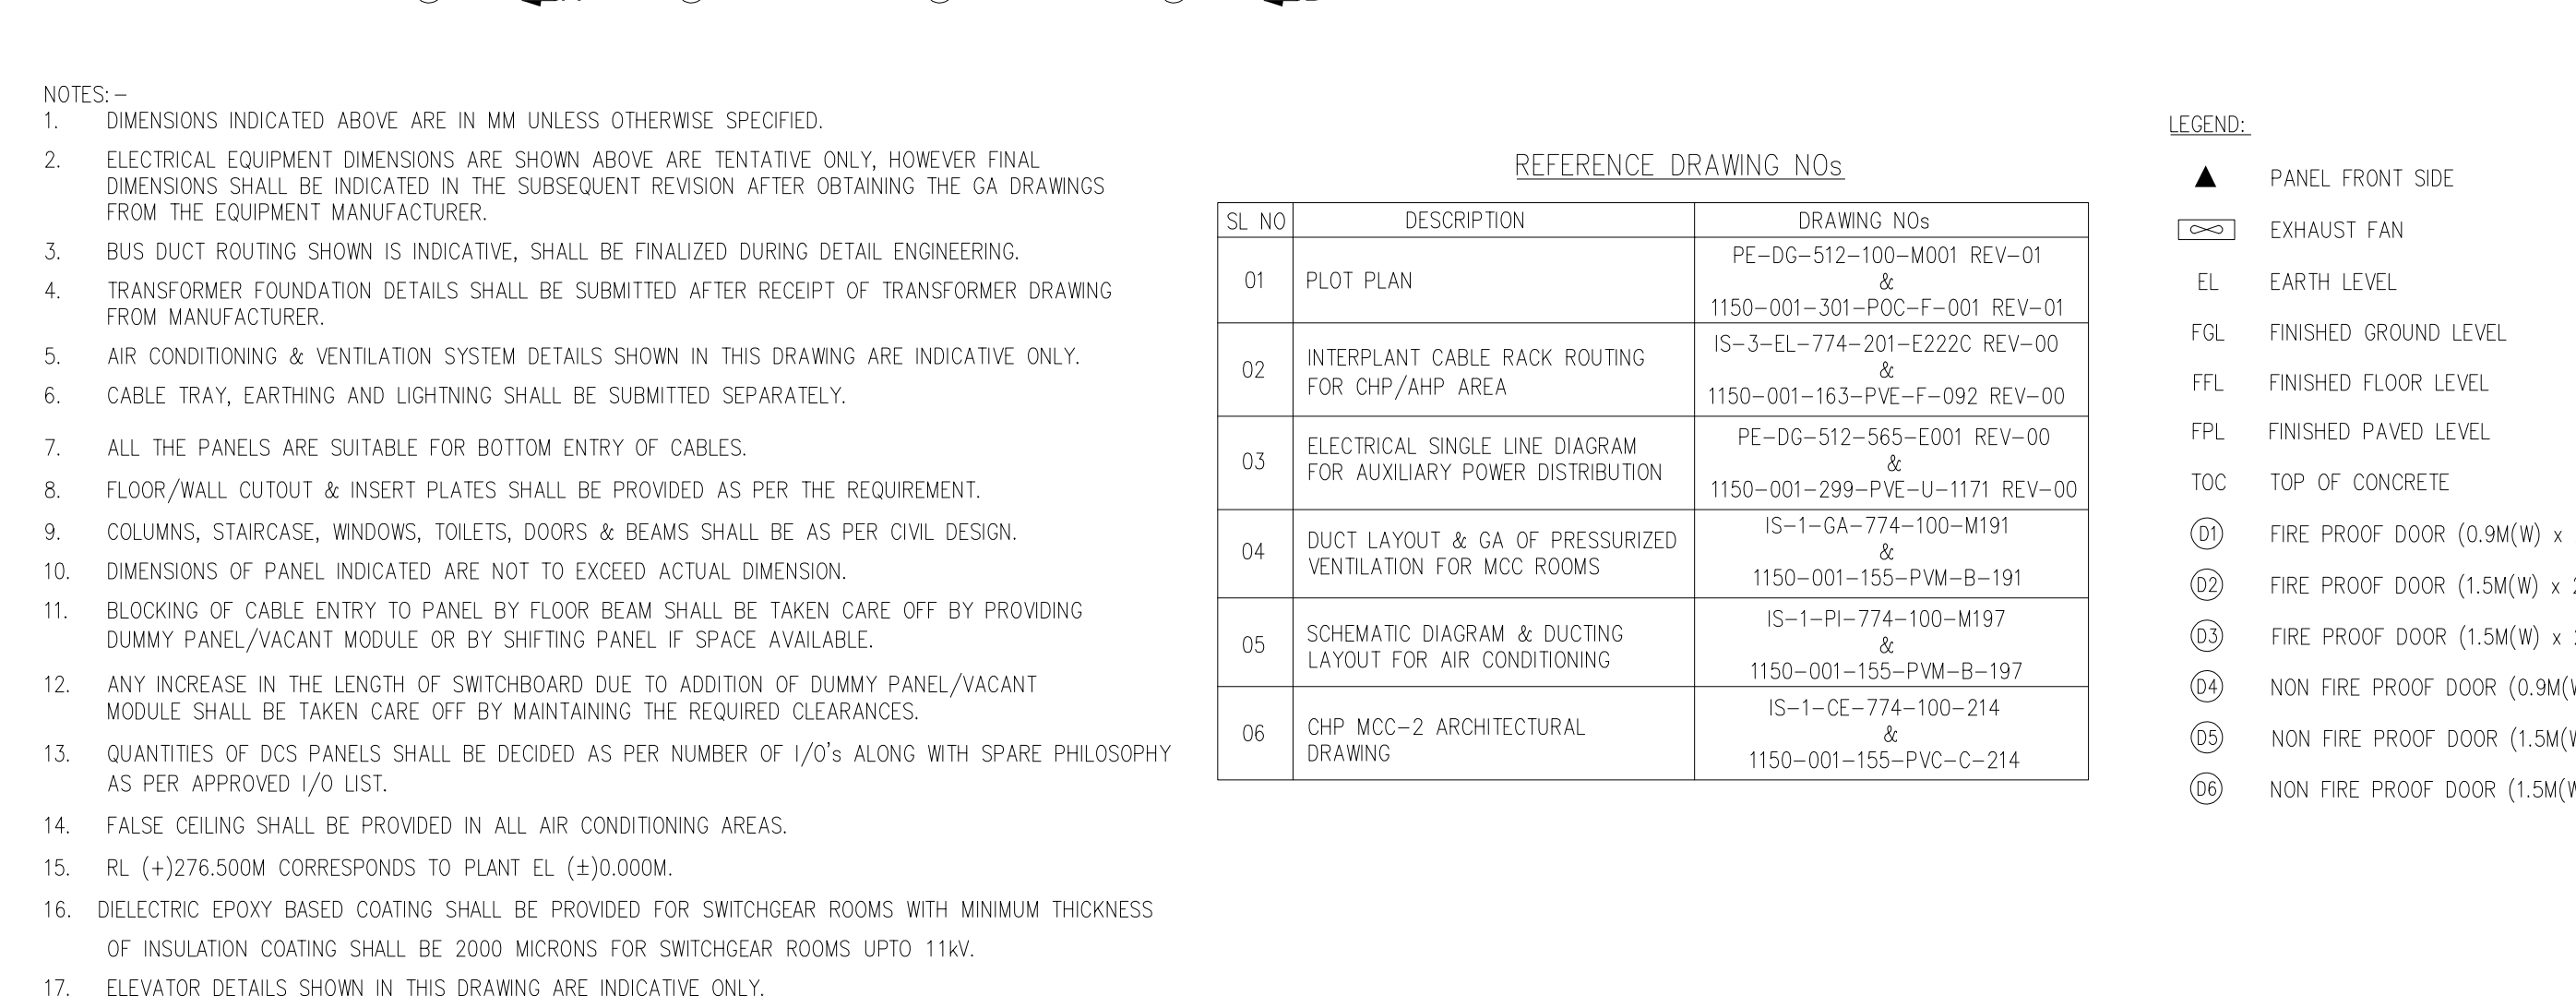 NOTES:-
1. DIMENSIONS INDICATED ABOVE ARE IN MM UNLESS OTHERWISE SPECIFIED.
2. ELECTRICAL EQUIPMENT DIMENSIONS ARE SHOWN ABOVE ARE TENTATIVE ONLY, HOWEVER FINAL
DIMENSIONS SHALL BE INDICATED IN THE SUBSEQUENT REVISION AFTER OBTAINING THE GA DRAWINGS
FROM THE EQUIPMENT MANUFACTURER.
3. BUS DUCT ROUTING SHOWN IS INDICATIVE, SHALL BE FINALIZED DURING DETAIL ENGINEERING.
4. TRANSFORMER FOUNDATION DETAILS SHALL BE SUBMITTED AFTER RECEIPT OF TRANSFORMER DRAWING
FROM MANUFACTURER.
5. AIR CONDITIONING & VENTILATION SYSTEM DETAILS SHOWN IN THIS DRAWING ARE INDICATIVE ONLY.
6. CABLE TRAY, EARTHING AND LIGHTNING SHALL BE SUBMITTED SEPARATELY.
7. ALL THE PANELS ARE SUITABLE FOR BOTTOM ENTRY OF CABLES.
8. FLOOR/WALL CUTOUT & INSERT PLATES SHALL BE PROVIDED AS PER THE REQUIREMENT.
9. COLUMNS, STAIRCASE, WINDOWS, TOILETS, DOORS & BEAMS SHALL BE AS PER CIVIL DESIGN.
10. DIMENSIONS OF PANEL INDICATED ARE NOT TO EXCEED ACTUAL DIMENSION.
11. BLOCKING OF CABLE ENTRY TO PANEL BY FLOOR BEAM SHALL BE TAKEN CARE OFF BY PROVIDING
DUMMY PANEL/VACANT MODULE OR BY SHIFTING PANEL IF SPACE AVAILABLE.
12. ANY INCREASE IN THE LENGTH OF SWITCHBOARD DUE TO ADDITION OF DUMMY PANEL/VACANT
MODULE SHALL BE TAKEN CARE OFF BY MAINTAINING THE REQUIRED CLEARANCES.
13. QUANTITIES OF DCS PANELS SHALL BE DECIDED AS PER NUMBER OF I/O's ALONG WITH SPARE PHILOSOPHY
AS PER APPROVED I/O LIST.
14. FALSE CEILING SHALL BE PROVIDED IN ALL AIR CONDITIONING AREAS.
15. RL (+)276.500M CORRESPONDS TO PLANT EL (±)0.000M.
16. DIELECTRIC EPOXY BASED COATING SHALL BE PROVIDED FOR SWITCHGEAR ROOMS WITH MINIMUM THICKNESS
OF INSULATION COATING SHALL BE 2000 MICRONS FOR SWITCHGEAR ROOMS UPTO 11kV.
17. ELEVATOR DETAILS SHOWN IN THIS DRAWING ARE INDICATIVE ONLY.
REFERENCE DRAWING NOs
SL NO DESCRIPTION DRAWING NOs
01 PLOT PLAN
PE-DG-512-100-M001 REV-01
&
1150-001-301-POC-F-001 REV-01
02 INTERPLANT CABLE RACK ROUTING
FOR CHP/AHP AREA
IS-3-EL-774-201-E222C REV-00
&
1150-001-163-PVE-F-092 REV-00
03 ELECTRICAL SINGLE LINE DIAGRAM
FOR AUXILIARY POWER DISTRIBUTION
PE-DG-512-565-E001 REV-00
&
1150-001-299-PVE-U-1171 REV-00
04 DUCT LAYOUT & GA OF PRESSURIZED
VENTILATION FOR MCC ROOMS
IS-1-GA-774-100-M191
&
1150-001-155-PVM-B-191
05 SCHEMATIC DIAGRAM & DUCTING
LAYOUT FOR AIR CONDITIONING
IS-1-PI-774-100-M197
&
1150-001-155-PVM-B-197
06 CHP MCC-2 ARCHITECTURAL
DRAWING
IS-1-CE-774-100-214
&
1150-001-155-PVC-C-214
LEGEND:
PANEL FRONT SIDE
EXHAUST FAN
EL EARTH LEVEL
FGL FINISHED GROUND LEVEL
FFL FINISHED FLOOR LEVEL
FPL FINISHED PAVED LEVEL
TOC TOP OF CONCRETE
D1 FIRE PROOF DOOR (0.9M(W) x
D2 FIRE PROOF DOOR (1.5M(W) x
D3 FIRE PROOF DOOR (1.5M(W) x
D4 NON FIRE PROOF DOOR (0.9M(
D5 NON FIRE PROOF DOOR (1.5M(
D6 NON FIRE PROOF DOOR (1.5M(